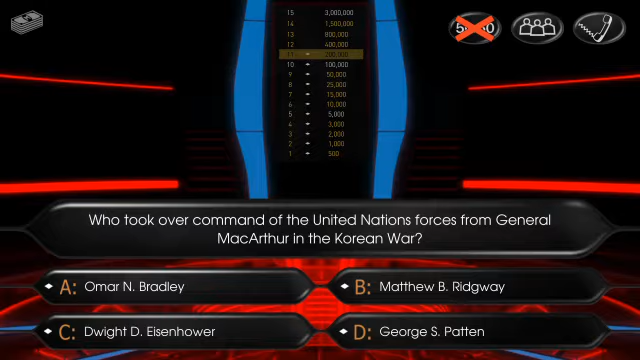 15 3,000,000
14 1,500,000
13 800,000
12 400,000
11 200,000
10 100,000
9 50,000
8 25,000
7 15,000
6 10,000
5 5,000
4 3,000
3 2,000
2 1,000
1 500
Who took over command of the United Nations forces from General
MacArthur in the Korean War?
A: Omar N. Bradley
B: Matthew B. Ridgway
C: Dwight D. Eisenhower
D: George S. Patten